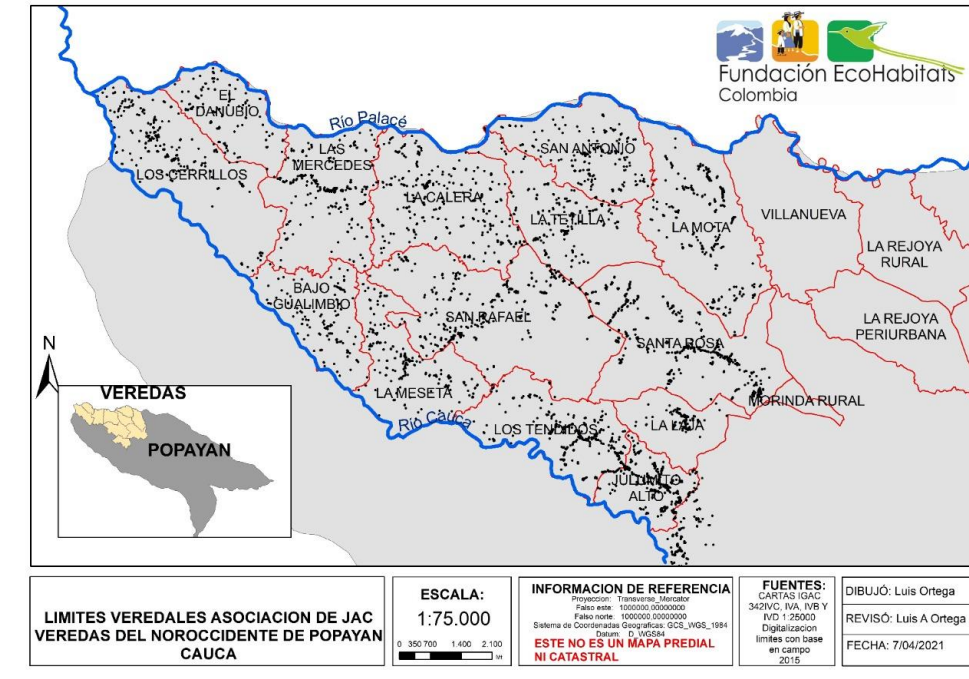 Fundación EcoHabitats
Colombia
EL
DANUBIO
Río Palacé
LAS
MERCEDES
SAN ANTONIO
LOS CERRILLOS
LA CALERA
LA TETILLA
LA MOTA
VILLANUEVA
LA REJOYA
RURAL
BAJO
GUALIMBIO
SAN RAFAEL
LA REJOYA
PERIURBANA
SANTA ROSA
N
LA MESETA
MORINDA RURAL
Río Cauca
LOS TENDIDOS
LA LAJA
JULUMITO
ALTO
VEREDAS
POPAYAN
LIMITES VEREDALES ASOCIACION DE JAC
VEREDAS DEL NOROCCIDENTE DE POPAYAN
CAUCA
ESCALA:
1:75.000
0 350 700 1.400 2.100
Mt
INFORMACION DE REFERENCIA
Proyeccion: Transverse_Mercator
Falso este: 1000000,00000000
Falso norte: 1000000,00000000
Sistema de Coordenadas Geograficas: GCS_WGS_1984
Datum: D_WGS84
ESTE NO ES UN MAPA PREDIAL
NI CATASTRAL
FUENTES:
CARTAS IGAC
342IVC, IVA, IVB Y
IVD 1:25000
Digitalizacion
limites con base
en campo
2015
DIBUJÓ: Luis Ortega
REVISÓ: Luis A Ortega
FECHA: 7/04/2021